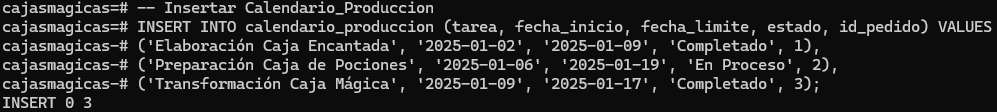 cajasmagicas=# -- Insertar Calendario_Produccion
cajasmagicas=# INSERT INTO calendario_produccion (tarea, fecha_inicio, fecha_limite, estado, id_pedido) VALUES
cajasmagicas-# ('Elaboración Caja Encantada', '2025-01-02', '2025-01-09', 'Completado', 1),
cajasmagicas-# ('Preparación Caja de Pociones', '2025-01-06', '2025-01-19', 'En Proceso', 2),
cajasmagicas-# ('Transformación Caja Mágica', '2025-01-09', '2025-01-17', 'Completado', 3);
INSERT 0 3